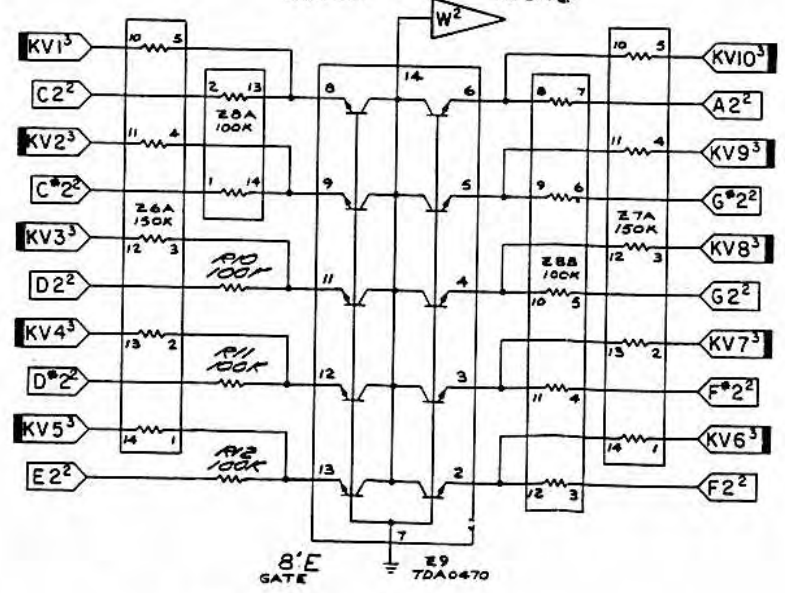 W²
KV1³ 10 5 14 10 5 KV10³
C2² 2 13 8 6 8 7 A2²
Z8A
100K
KV2³ 11 4 11 4 KV9³
C#2² 1 14 9 5 9 6 G#2²
Z6A
150K
Z7A
150K
KV3³ 12 3 12 3 KV8³
R10
100K
Z8B
100K
D2² 11 4 10 5 G2²
KV4³ 13 2 13 2 KV7³
R11
100K
D#2² 12 3 11 4 F#2²
KV5³ 14 1 14 1 KV6³
R12
100K
E2² 13 2 12 3 F2²
7
8'E
GATE
Z9
TDA0470